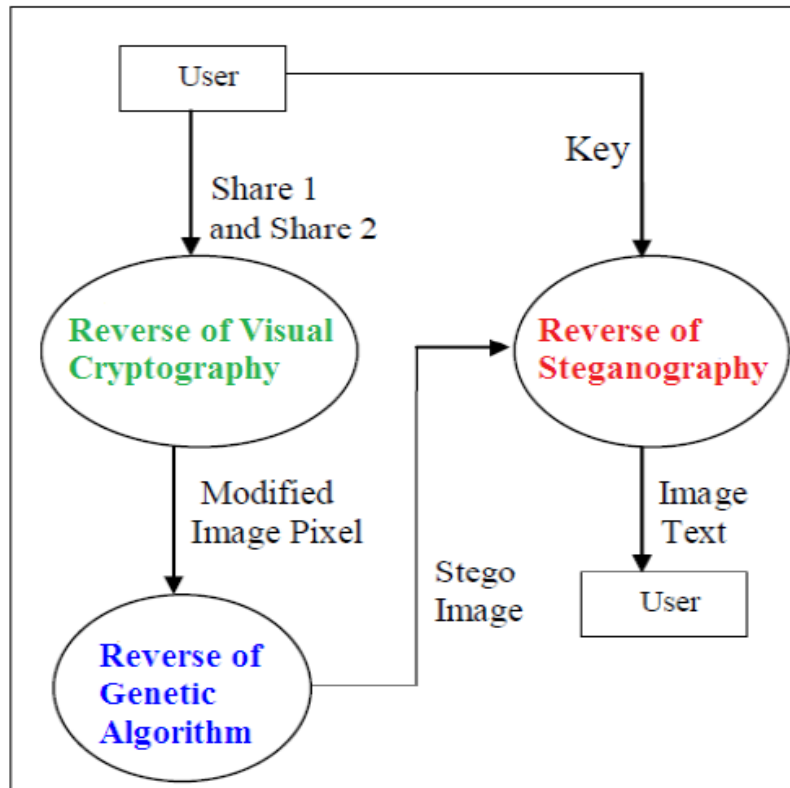 User
Key
Share 1
and Share 2
Reverse of Visual
Cryptography
Reverse of
Steganography
Modified
Image Pixel
Image
Text
Stego
Image
User
Reverse of
Genetic
Algorithm